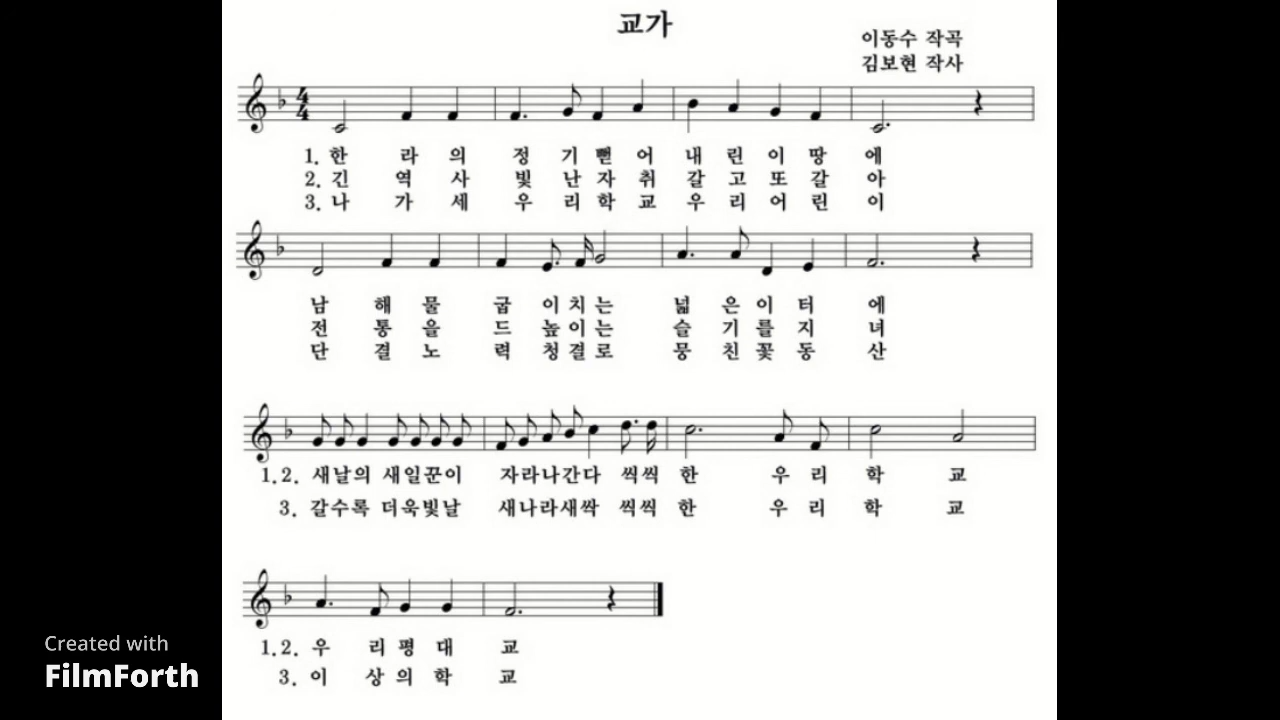 교가
이동수 작곡
김보현 작사
1. 한 라 의 정 기 뻗 어 내 린 이 땅 에
2. 긴 역 사 빛 난 자 취 갈 고 또 갈 아
3. 나 가 세 우 리 학 교 우 리 어 린 이
남 해 물 굽 이 치 는 넓 은 이 터 에
전 통 을 드 높 이 는 슬 기 를 지 녀
단 결 노 력 청 결 로 뭉 친 꽃 동 산
1.2. 새날의 새일꾼이 자라나간다 씩씩 한 우 리 학 교
3. 갈수록 더욱빛날 새나라새싹 씩씩 한 우 리 학 교
1.2. 우 리 평 대 교
3. 이 상 의 학 교
Created with
FilmForth